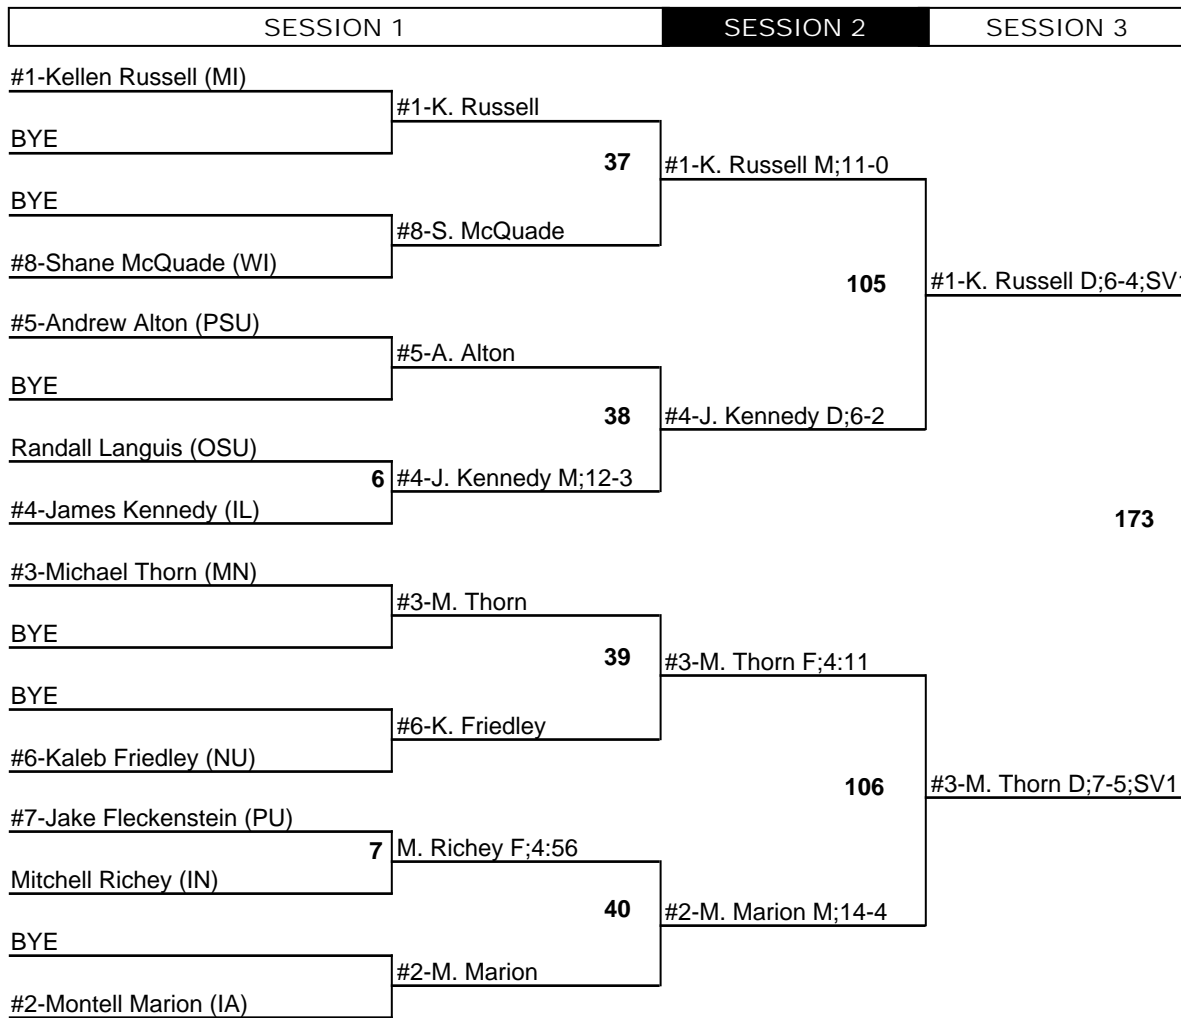 SESSION 1 SESSION 2 SESSION 3
#1-Kellen Russell (MI)
#1-K. Russell
BYE
37 #1-K. Russell M;11-0
BYE
#8-S. McQuade
#8-Shane McQuade (WI)
105 #1-K. Russell D;6-4;SV1
#5-Andrew Alton (PSU)
#5-A. Alton
BYE
38 #4-J. Kennedy D;6-2
Randall Languis (OSU)
6 #4-J. Kennedy M;12-3
#4-James Kennedy (IL)
173
#3-Michael Thorn (MN)
#3-M. Thorn
BYE
39 #3-M. Thorn F;4:11
BYE
#6-K. Friedley
#6-Kaleb Friedley (NU)
106 #3-M. Thorn D;7-5;SV1
#7-Jake Fleckenstein (PU)
7 M. Richey F;4:56
Mitchell Richey (IN)
40 #2-M. Marion M;14-4
BYE
#2-M. Marion
#2-Montell Marion (IA)